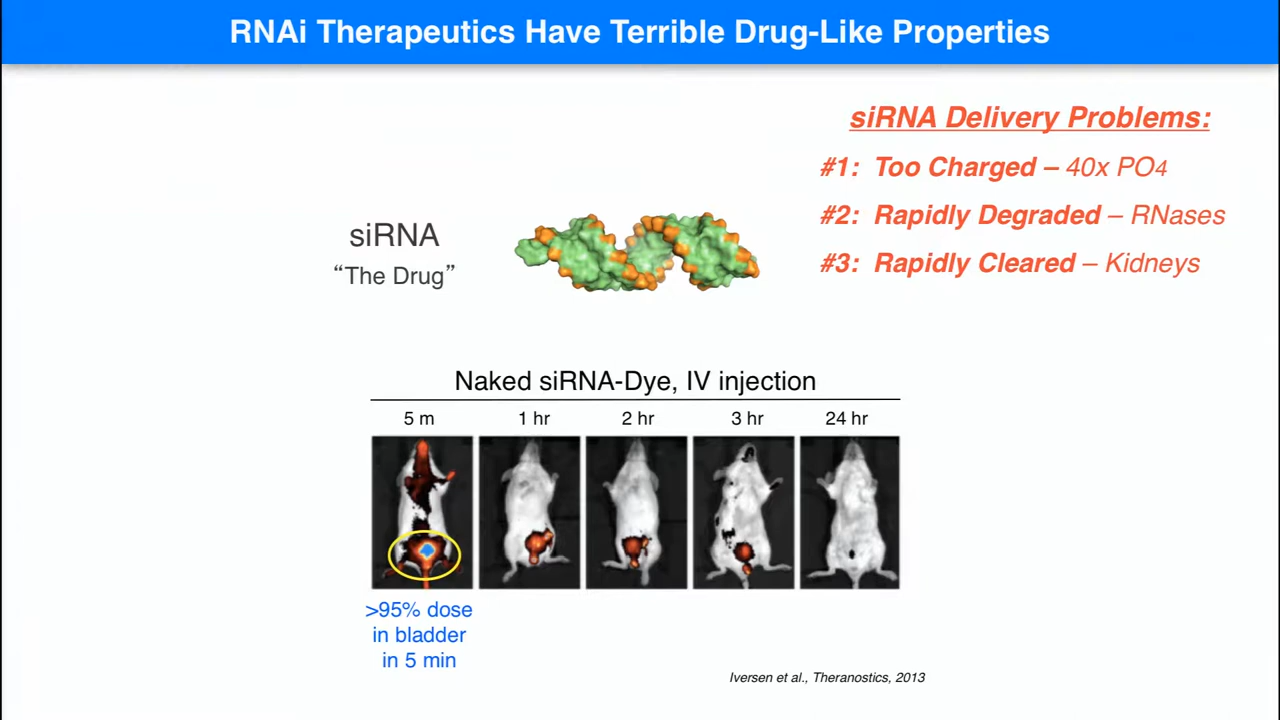 RNAi Therapeutics Have Terrible Drug-Like Properties
siRNA Delivery Problems:
#1: Too Charged – 40x PO4
#2: Rapidly Degraded – RNases
#3: Rapidly Cleared – Kidneys
siRNA
“The Drug”
Naked siRNA-Dye, IV injection
5 m 1 hr 2 hr 3 hr 24 hr
>95% dose
in bladder
in 5 min
Iversen et al., Theranostics, 2013